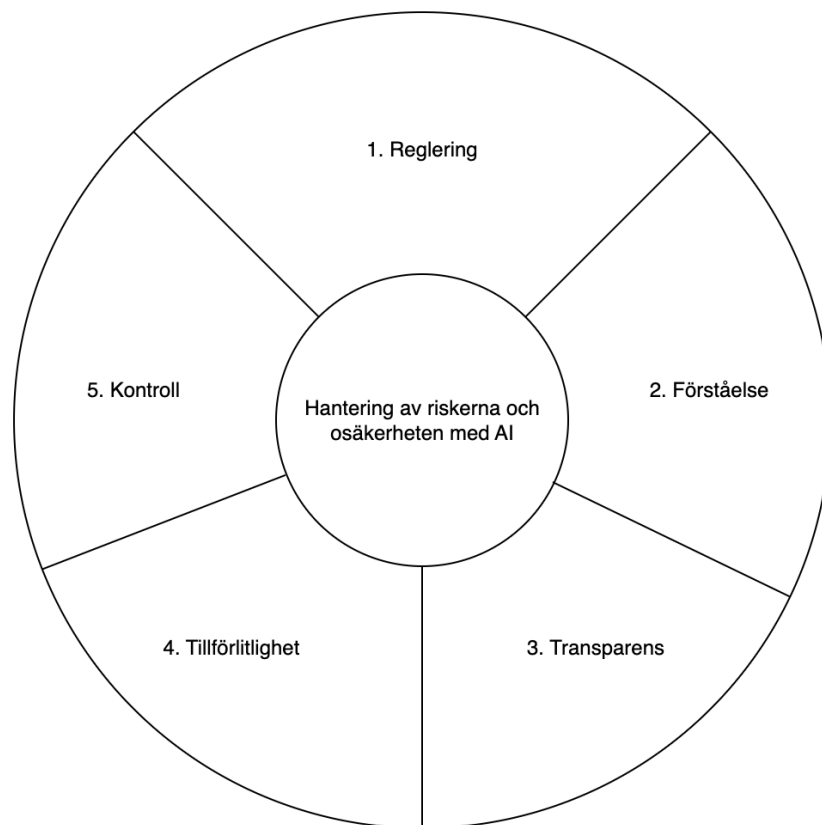 1. Reglering
2. Förståelse
3. Transparens
4. Tillförlitlighet
5. Kontroll
Hantering av riskerna och
osäkerheten med AI